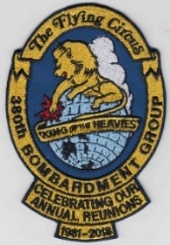 The Flying Circus
"KING OF THE HEAVIES"
380th BOMBARDMENT GROUP
CELEBRATING OUR
ANNUAL REUNIONS
1981-2018